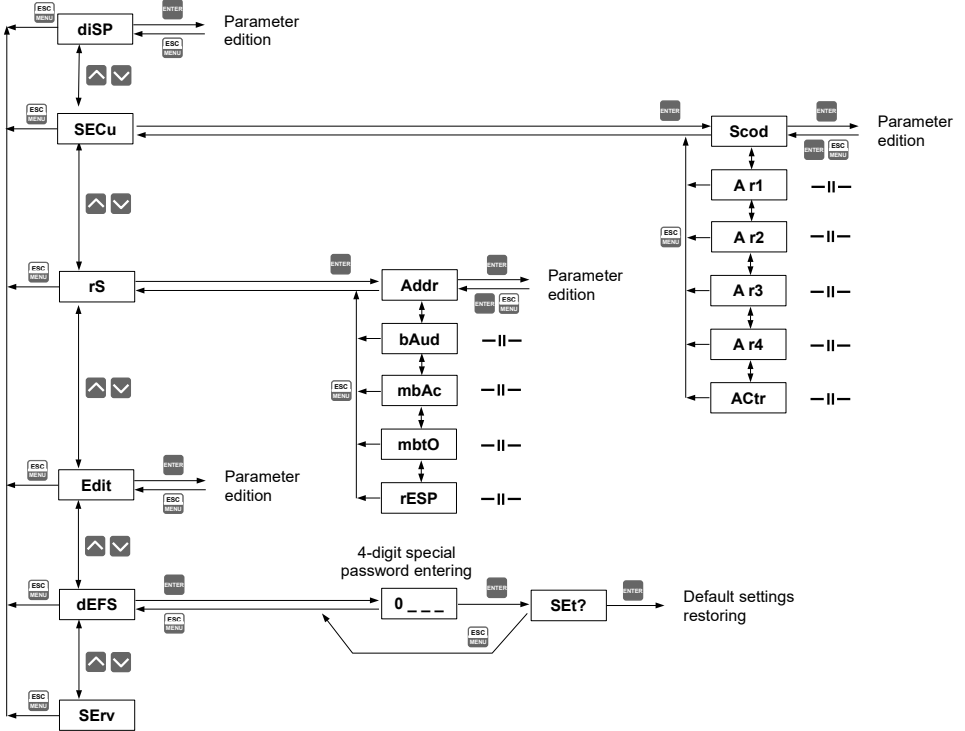 ESC
MENU
ENTER
diSP
ESC
MENU
Parameter
edition
ESC
MENU
SECu
ENTER
Scod
ENTER
ENTER
ESC
MENU
Parameter
edition
A r1
—II—
ESC
MENU
A r2
—II—
A r3
—II—
A r4
—II—
ACtr
—II—
ESC
MENU
rS
ENTER
Addr
ENTER
ENTER
ESC
MENU
Parameter
edition
bAud
—II—
ESC
MENU
mbAc
—II—
mbtO
—II—
rESP
—II—
ESC
MENU
Edit
ENTER
ESC
MENU
Parameter
edition
ESC
MENU
dEFS
ENTER
ESC
MENU
4-digit special
password entering
0 _ _ _
ENTER
ESC
MENU
SEt?
ENTER
Default settings
restoring
ESC
MENU
SErv